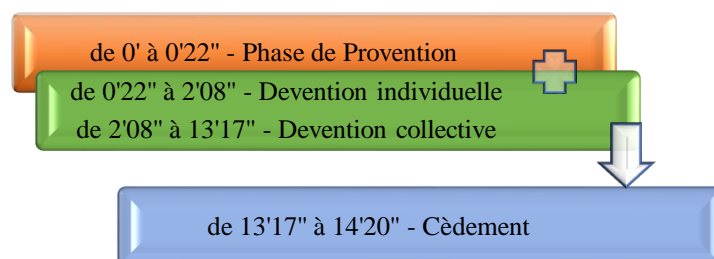 de 0' à 0'22" - Phase de Provention
de 0'22" à 2'08" - Devention individuelle
de 2'08" à 13'17" - Devention collective
de 13'17" à 14'20" - Cèdement